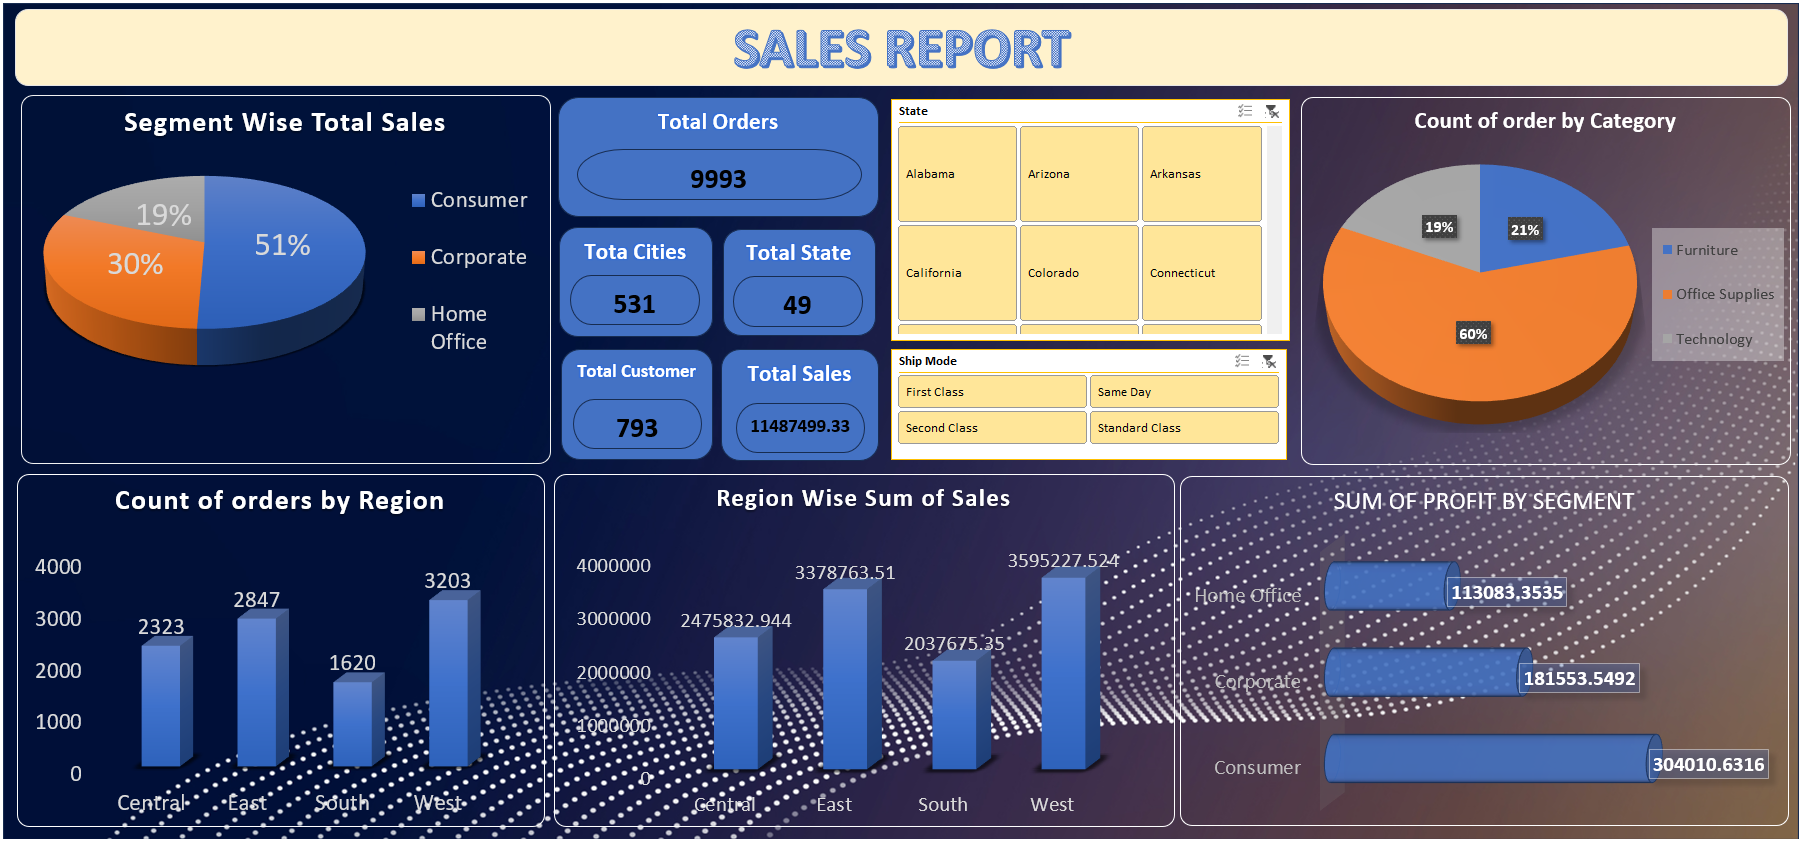 SALES REPORT
Segment Wise Total Sales
19%
51%
30%
Consumer
Corporate
Home
Office
Total Orders
9993
Tota Cities
531
Total State
49
Total Customer
793
Total Sales
11487499.33
State
Alabama
Arizona
Arkansas
California
Colorado
Connecticut
Ship Mode
First Class
Same Day
Second Class
Standard Class
Count of order by Category
19%
21%
60%
Furniture
Office Supplies
Technology
Count of orders by Region
4000
3000
2000
1000
0
2323
2847
1620
3203
Central
East
South
West
Region Wise Sum of Sales
4000000
3000000
2000000
1000000
0
2475832.944
3378763.51
2037675.35
3595227.524
Central
East
South
West
SUM OF PROFIT BY SEGMENT
Home Office
113083.3535
Corporate
181553.5492
Consumer
304010.6316